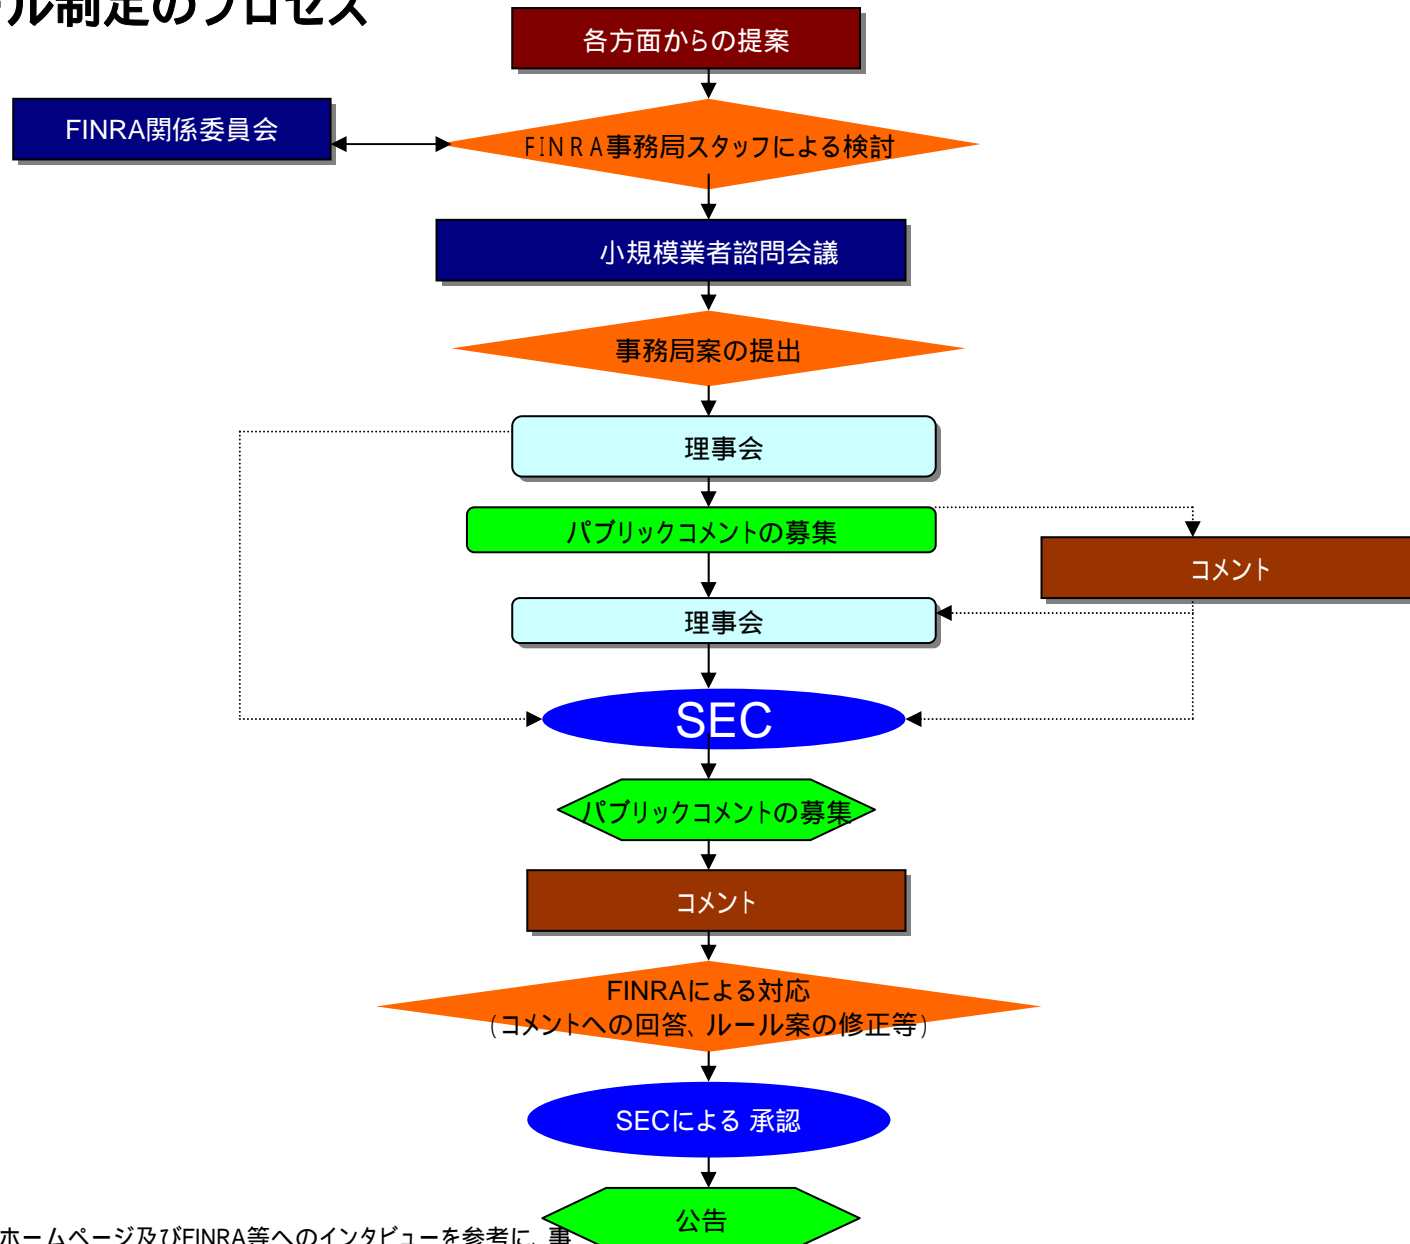 ル制定のプロセス
各方面からの提案
FINRA関係委員会
FINRA事務局スタッフによる検討
小規模業者諮問会議
事務局案の提出
理事会
パブリックコメントの募集
コメント
理事会
SEC
パブリックコメントの募集
コメント
FINRAによる対応
(コメントへの回答、ルール案の修正等)
SECによる 承認
公告
ホームページ及びFINRA等へのインタビューを参考に、事